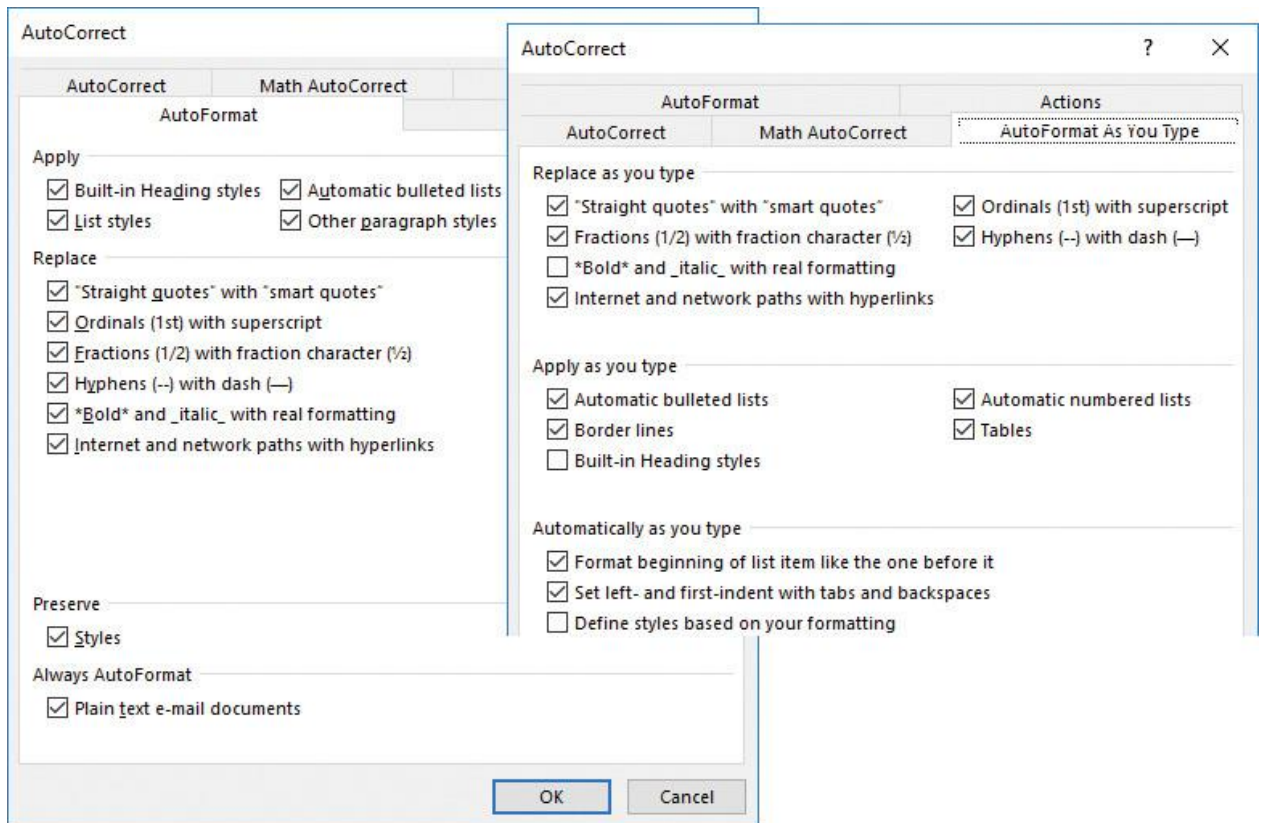 AutoCorrect
AutoCorrect Math AutoCorrect
AutoFormat
Apply
Built-in Heading styles Automatic bulleted lists
List styles Other paragraph styles
Replace
"Straight quotes" with “smart quotes”
Ordinals (1st) with superscript
Fractions (1/2) with fraction character (½)
Hyphens (--) with dash (—)
*Bold* and _italic_ with real formatting
Internet and network paths with hyperlinks
Preserve
Styles
Always AutoFormat
Plain text e-mail documents
OK Cancel
AutoCorrect ?
AutoFormat Actions
AutoCorrect Math AutoCorrect AutoFormat As You Type
Replace as you type
"Straight quotes" with “smart quotes” Ordinals (1st) with superscript
Fractions (1/2) with fraction character (½) Hyphens (--) with dash (—)
*Bold* and _italic_ with real formatting
Internet and network paths with hyperlinks
Apply as you type
Automatic bulleted lists Automatic numbered lists
Border lines Tables
Built-in Heading styles
Automatically as you type
Format beginning of list item like the one before it
Set left- and first-indent with tabs and backspaces
Define styles based on your formatting